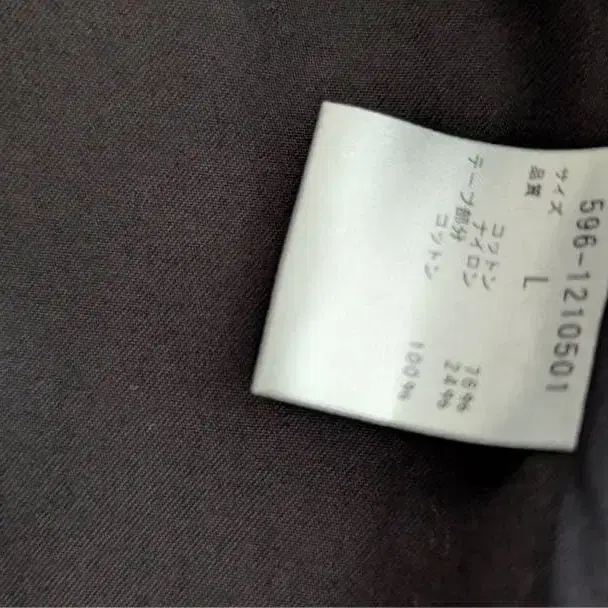 596-1210501
サイズ L
品質
コットン 76%
ナイロン 24%
テープ部分
コットン 100%